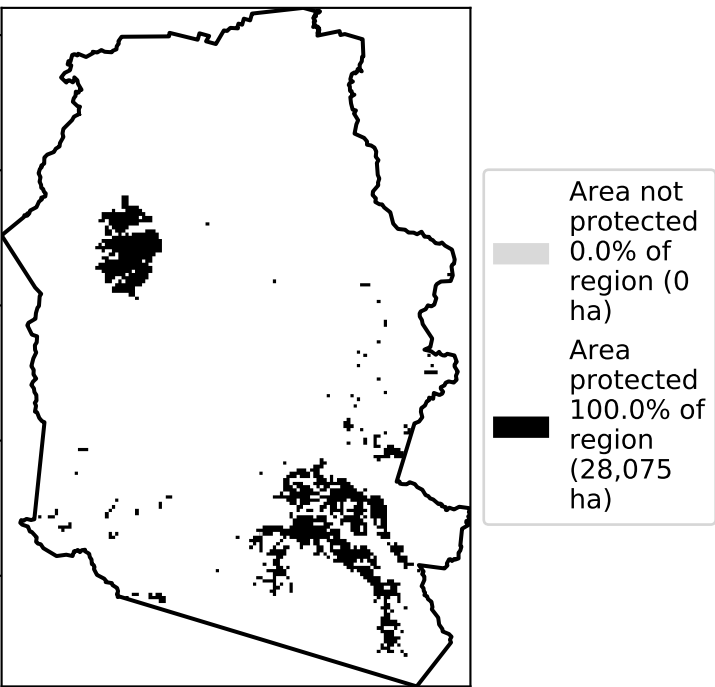 Area not
protected
0.0% of
region (0
ha)
Area
protected
100.0% of
region
(28,075
ha)